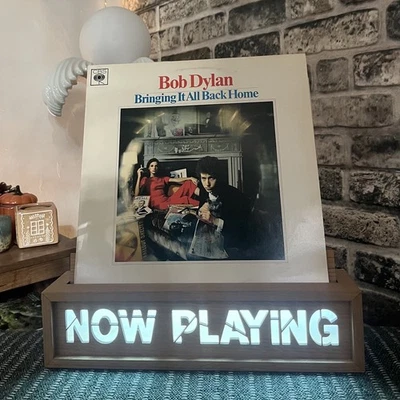 Bob Dylan
Bringing It All Back Home
NOW PLAYiNG